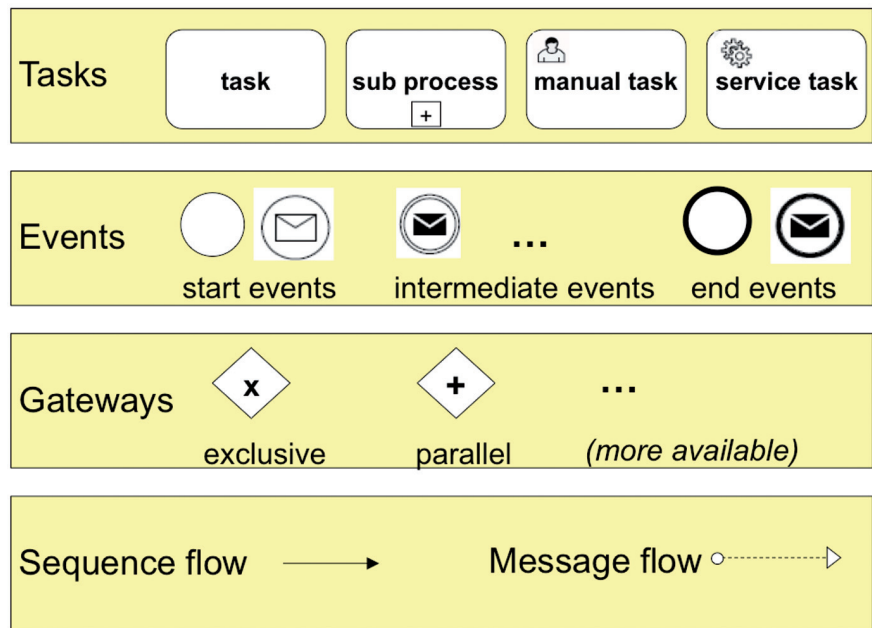 Tasks
task
sub process
+
manual task
service task
Events
...
start events
intermediate events
end events
Gateways
x
+
...
exclusive
parallel
(more available)
Sequence flow
Message flow